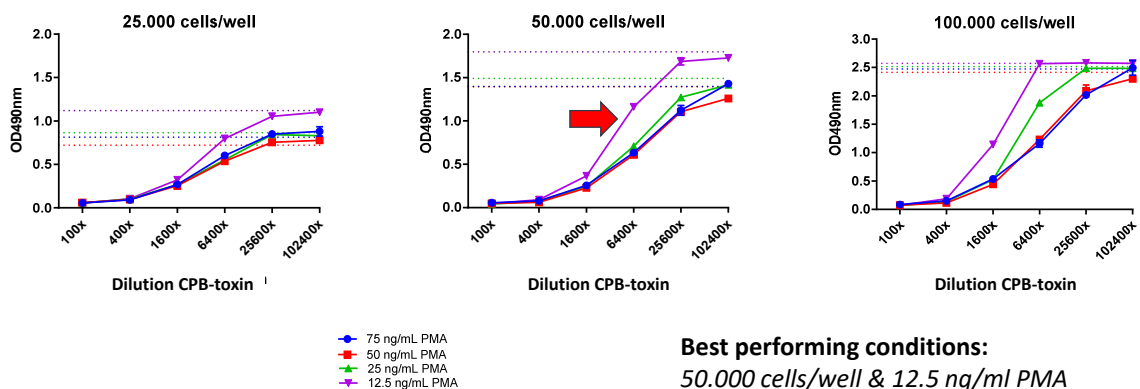 25.000 cells/well
OD490nm
2.0
1.5
1.0
0.5
0.0
100x
400x
1600x
6400x
25600x
102400x
Dilution CPB-toxin
50.000 cells/well
OD490nm
2.0
1.5
1.0
0.5
0.0
100x
400x
1600x
6400x
25600x
102400x
Dilution CPB-toxin
100.000 cells/well
OD490nm
3.0
2.5
2.0
1.5
1.0
0.5
0.0
100x
400x
1600x
6400x
25600x
102400x
Dilution CPB-toxin
75 ng/mL PMA
50 ng/mL PMA
25 ng/mL PMA
12.5 ng/mL PMA
Best performing conditions:
50.000 cells/well & 12.5 ng/ml PMA